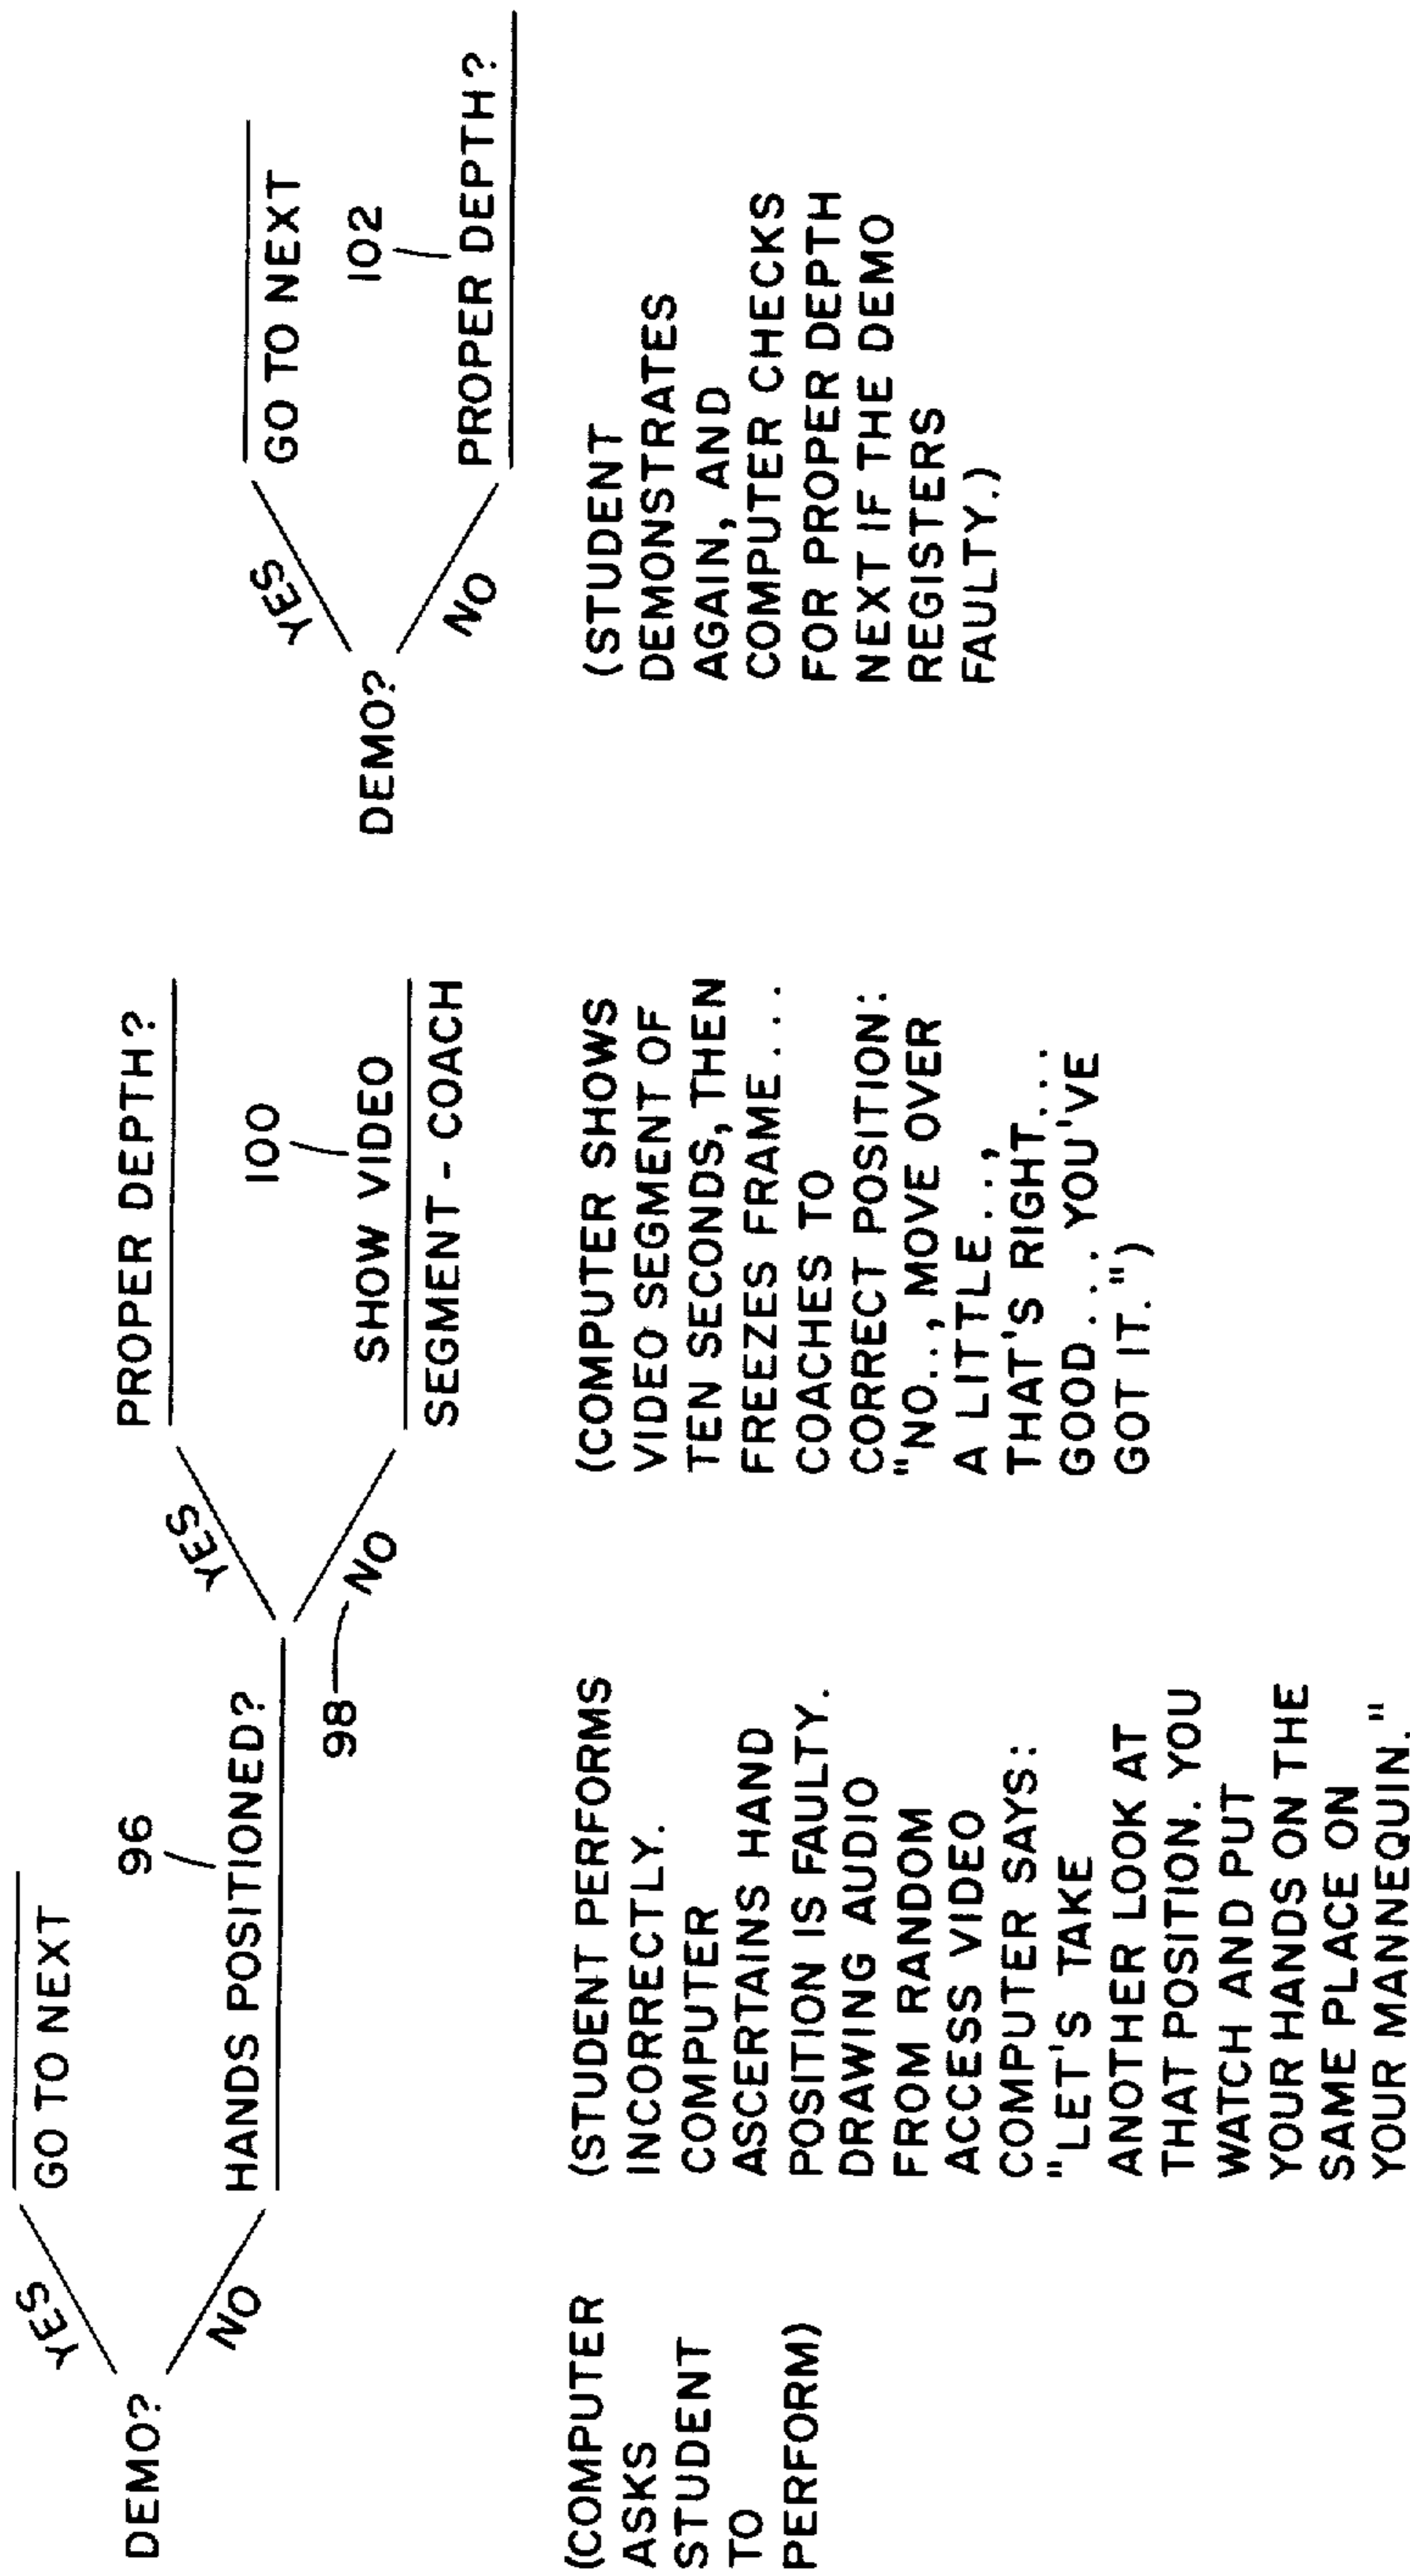 DEMO?
YES
GO TO NEXT
NO
96
HANDS POSITIONED?
YES
PROPER DEPTH?
98
NO
100
SHOW VIDEO
SEGMENT - COACH
DEMO?
YES
GO TO NEXT
NO
102
PROPER DEPTH?
(COMPUTER
ASKS
STUDENT
TO
PERFORM)
(STUDENT PERFORMS
INCORRECTLY.
COMPUTER
ASCERTAINS HAND
POSITION IS FAULTY.
DRAWING AUDIO
FROM RANDOM
ACCESS VIDEO
COMPUTER SAYS:
"LET'S TAKE
ANOTHER LOOK AT
THAT POSITION. YOU
WATCH AND PUT
YOUR HANDS ON THE
SAME PLACE ON
YOUR MANNEQUIN."
(COMPUTER SHOWS
VIDEO SEGMENT OF
TEN SECONDS, THEN
FREEZES FRAME....
COACHES TO
CORRECT POSITION:
"NO..., MOVE OVER
A LITTLE...,
THAT'S RIGHT....
GOOD.... YOU'VE
GOT IT.")
(STUDENT
DEMONSTRATES
AGAIN, AND
COMPUTER CHECKS
FOR PROPER DEPTH
NEXT IF THE DEMO
REGISTERS
FAULTY.)